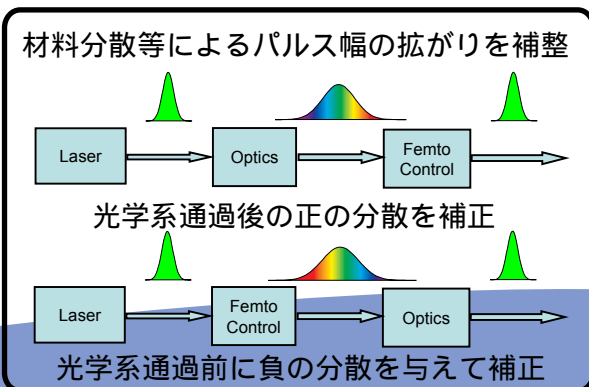 材料分散等によるパルス幅の拡がりを補整
Laser
Optics
Femto
Control
光学系通過後の正の分散を補正
Laser
Femto
Control
Optics
光学系通過前に負の分散を与えて補正